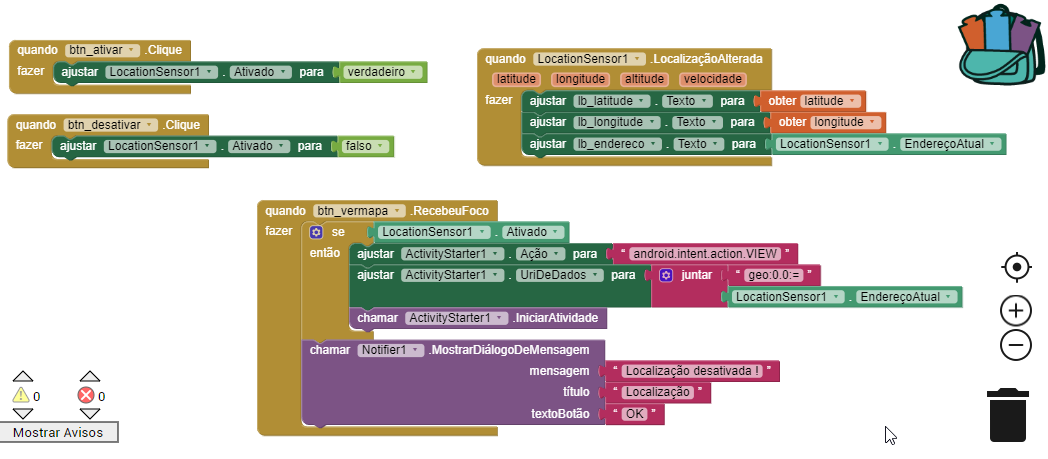 quando btn_ativar .Clique
fazer ajustar LocationSensor1 . Ativado para verdadeiro
quando btn_desativar .Clique
fazer ajustar LocationSensor1 . Ativado para falso
quando LocationSensor1 .LocalizaçãoAlterada
latitude longitude altitude velocidade
fazer ajustar lb_latitude . Texto para obter latitude
ajustar lb_longitude . Texto para obter longitude
ajustar lb_endereco . Texto para LocationSensor1 . EndereçoAtual
quando btn_vermapa .RecebeuFoco
fazer se LocationSensor1 . Ativado
então ajustar ActivityStarter1 . Ação para “ android.intent.action.VIEW ”
ajustar ActivityStarter1 . UriDeDados para juntar “ geo:0.0:= ”
LocationSensor1 . EndereçoAtual
chamar ActivityStarter1 .IniciarAtividade
chamar Notifier1 .MostrarDiálogoDeMensagem
mensagem “ Localização desativada ! ”
título “ Localização ”
textoBotão “ OK ”
0 0
Mostrar Avisos